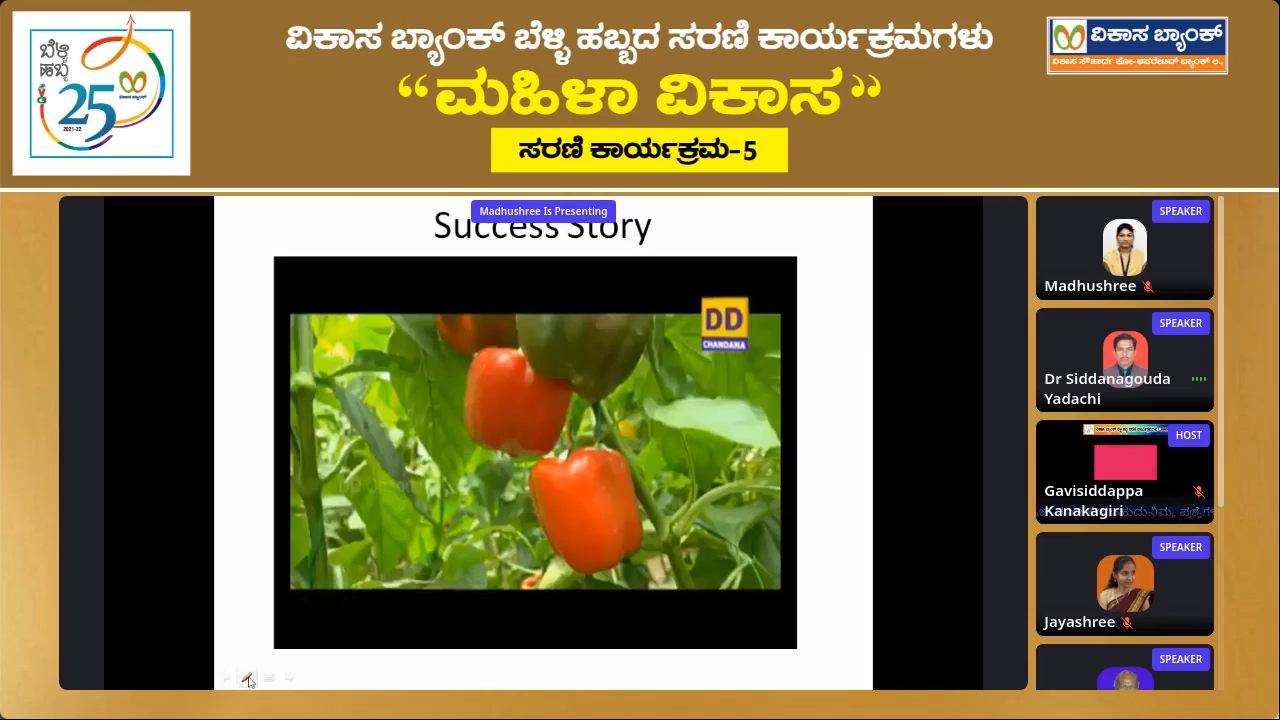 ವಿಕಾಸ ಬ್ಯಾಂಕ್ ಬೆಳ್ಳಿ ಹಬ್ಬದ ಸರಣಿ ಕಾರ್ಯಕ್ರಮಗಳು
“ಮಹಿಳಾ ವಿಕಾಸ”
ಸರಣಿ ಕಾರ್ಯಕ್ರಮ-5
ಬೆಳ್ಳಿ
ಹಬ್ಬ
25
2021-22
ವಿಕಾಸ ಬ್ಯಾಂಕ್
ವಿಕಾಸ ಸೌಹಾರ್ದ ಕೋ-ಆಪರೇಟಿವ್ ಬ್ಯಾಂಕ್ ಲಿ.,
Madhushree Is Presenting
Success Story
DD
CHANDANA
SPEAKER
Madhushree
SPEAKER
Dr Siddanagouda
Yadachi
HOST
Gavisiddappa
Kanakagiri
SPEAKER
Jayashree
SPEAKER